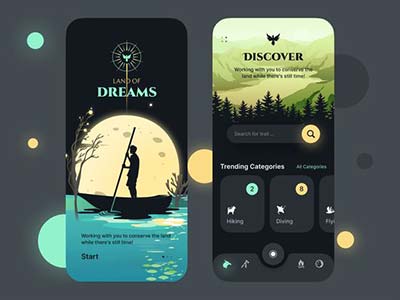 LAND OF
DREAMS
Working with you to conserve the
land while there's still time!
Start
DISCOVER
Working with you to conserve the
land while there's still time!
Search for trail ...
Trending Categories
All Categories
2
Hiking
8
Diving
Flyi